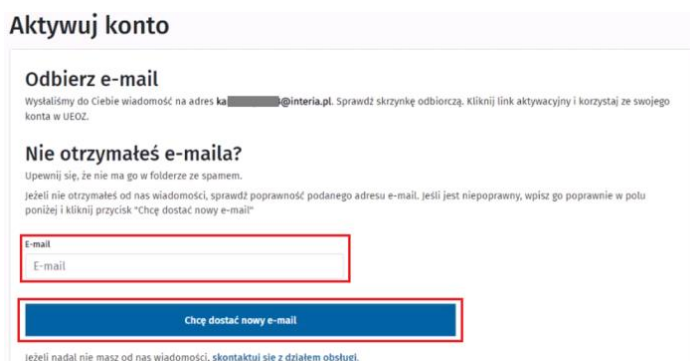 Aktywuj konto
Odbierz e-mail
Wysłaliśmy do Ciebie wiadomość na adres ka @interia.pl. Sprawdź skrzynkę odbiorczą. Kliknij link aktywacyjny i korzystaj ze swojego
konta w UEOZ.
Nie otrzymałeś e-maila?
Upewnij się, że nie ma go w folderze ze spamem.
Jeżeli nie otrzymałeś od nas wiadomości, sprawdź poprawność podanego adresu e-mail. Jeśli jest niepoprawny, wpisz go poprawnie w polu
poniżej i kliknij przycisk "Chcę dostać nowy e-mail"
E-mail
E-mail
Chcę dostać nowy e-mail
Jeżeli nadal nie masz od nas wiadomości, skontaktuj się z działem obsługi.